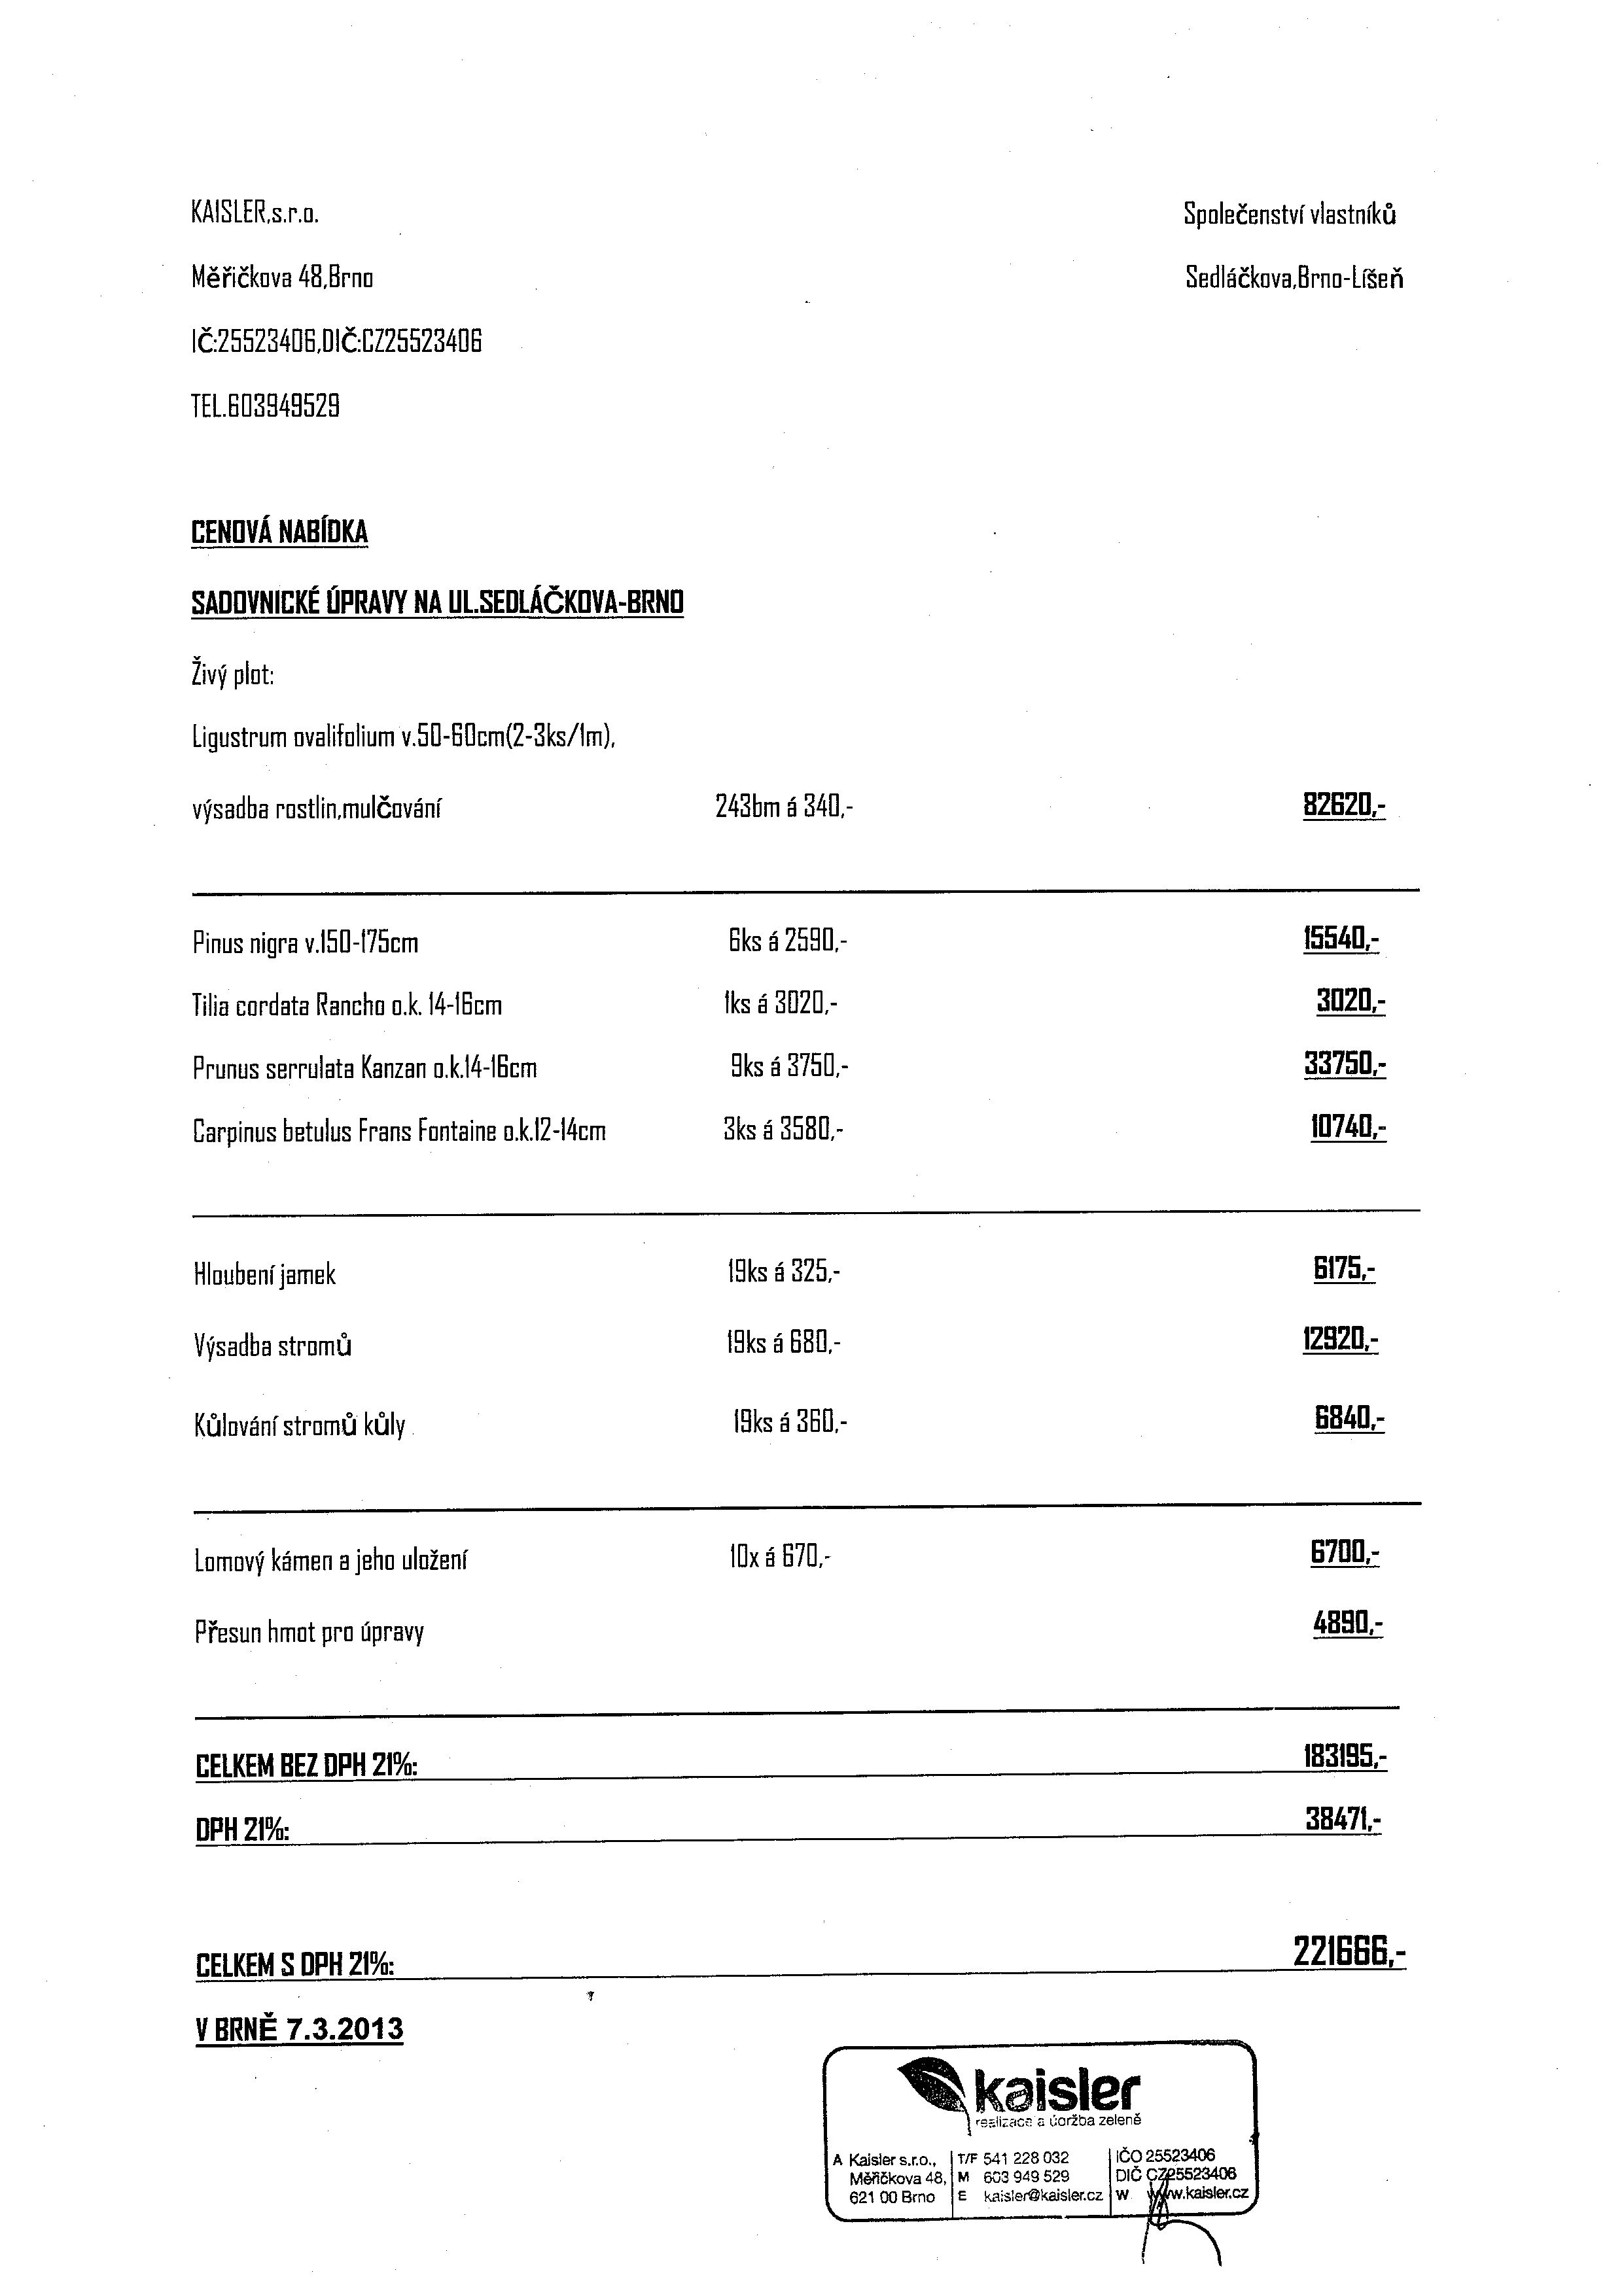 KAISLER,s.r.o.
Společenství vlastníků
Měřičkova 48,Brno
Sedláčkova,Brno-Líšeň
IČ:25523406,DIČ:CZ25523406
TEL.603949529
CENOVÁ NABÍDKA
SADOVNICKÉ ÚPRAVY NA UL.SEDLÁČKOVA-BRNO
Živý plot:
Ligustrum ovalifolium v.50-60cm(2-3ks/1m),
výsadba rostlin,mulčování 243bm á 340,- 82620,-
Pinus nigra v.150-175cm 6ks á 2590,- 15540,-
Tilia cordata Rancho o.k. 14-16cm 1ks á 3020,- 3020,-
Prunus serrulata Kanzan o.k.14-16cm 9ks á 3750,- 33750,-
Carpinus betulus Frans Fontaine o.k.12-14cm 3ks á 3580,- 10740,-
Hloubení jamek 19ks á 325,- 6175,-
Výsadba stromů 19ks á 680,- 12920,-
Kůlování stromů kůly 19ks á 360,- 6840,-
Lomový kámen a jeho uložení 10x á 670,- 6700,-
Přesun hmot pro úpravy 4890,-
CELKEM BEZ DPH 21%: 183195,-
DPH 21%: 38471,-
CELKEM S DPH 21%: 221666,-
V BRNĚ 7.3.2013
kaisler
realizace a údržba zeleně
A Kaisler s.r.o., T/F 541 228 032 IČO 25523406
Měřičkova 48, M 603 949 529 DIČ CZ25523406
621 00 Brno E kaisler@kaisler.cz W www.kaisler.cz